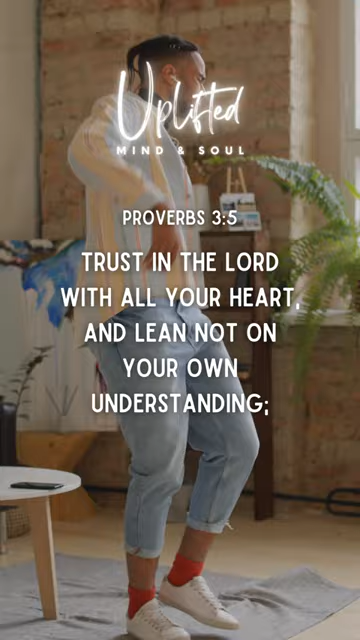 Uplifted
MIND & SOUL
PROVERBS 3:5
TRUST IN THE LORD
WITH ALL YOUR HEART,
AND LEAN NOT ON
YOUR OWN
UNDERSTANDING;